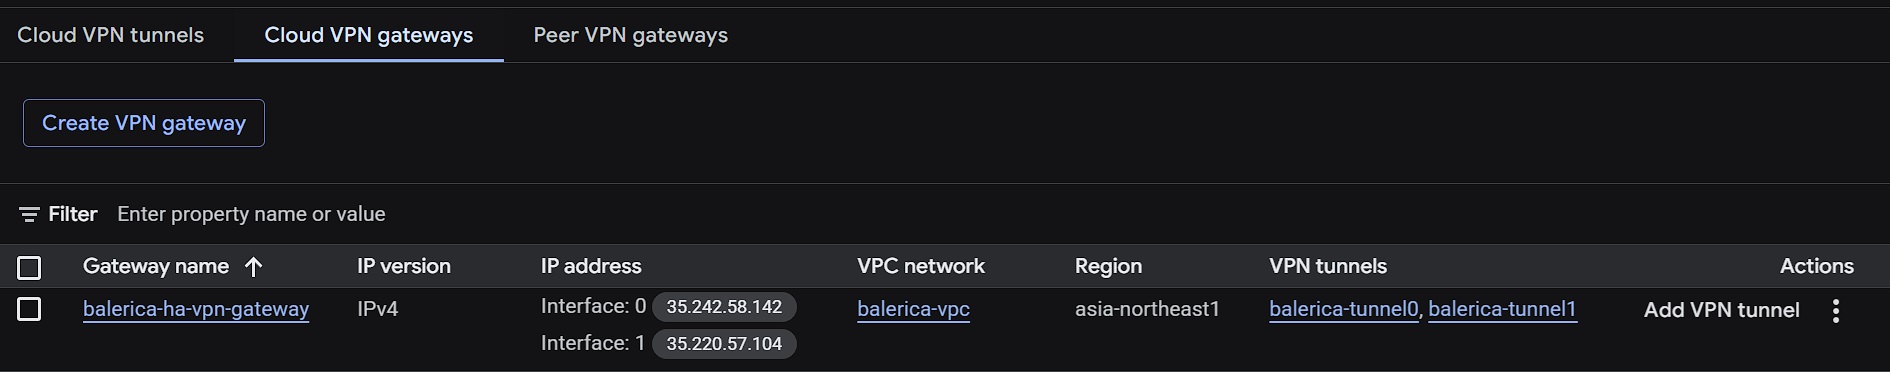 Cloud VPN tunnels Cloud VPN gateways Peer VPN gateways
Create VPN gateway
Filter Enter property name or value
Gateway name IP version IP address VPC network Region VPN tunnels Actions
balerica-ha-vpn-gateway IPv4 Interface: 0 35.242.58.142 balerica-vpc asia-northeast1 balerica-tunnel0, balerica-tunnel1 Add VPN tunnel
Interface: 1 35.220.57.104